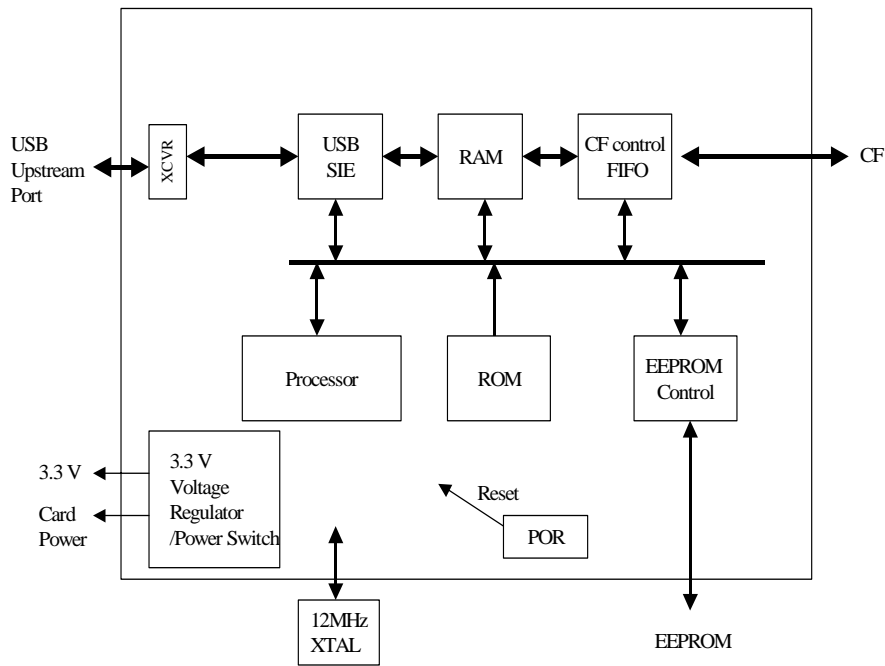 USB
Upstream
Port
XCVR
USB
SIE
RAM
CF control
FIFO
CF
Processor
ROM
EEPROM
Control
3.3 V
Card
Power
3.3 V
Voltage
Regulator
/Power Switch
Reset
POR
12MHz
XTAL
EEPROM